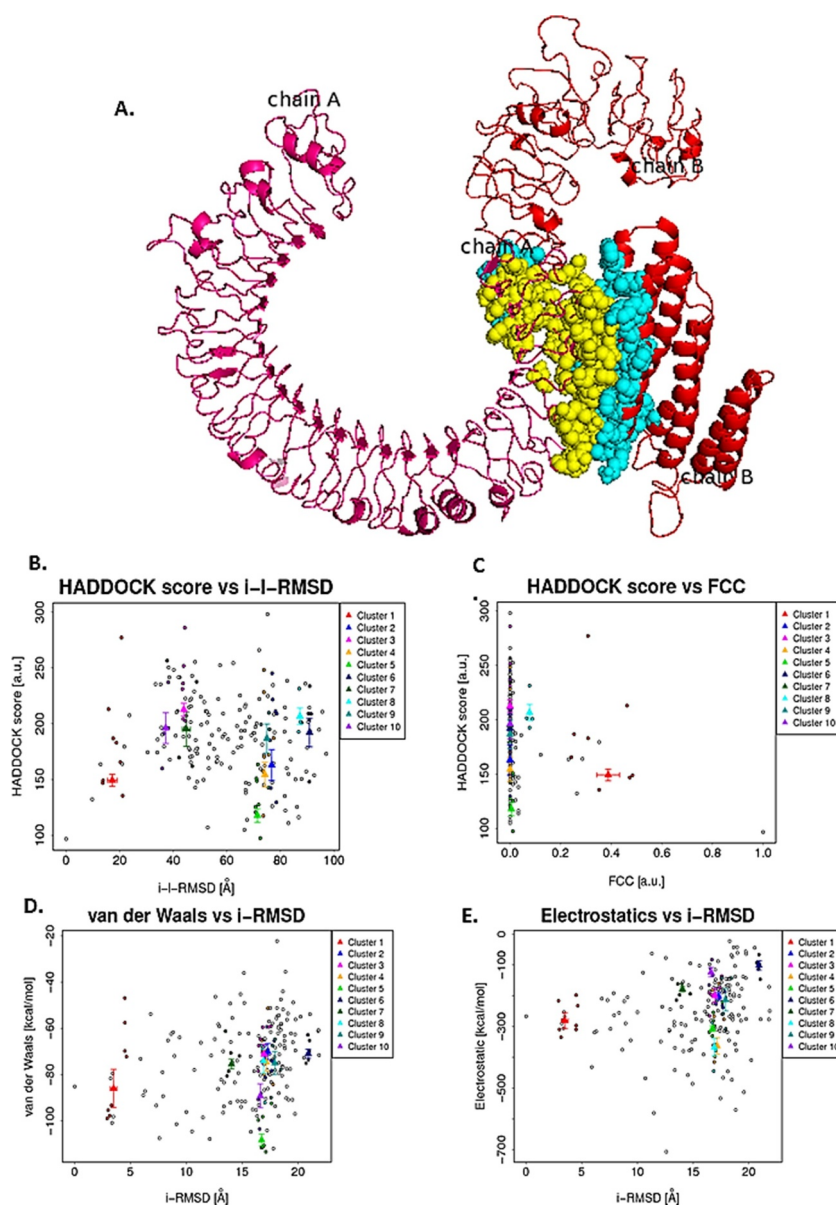 A.
chain A
chain B
chain A
chain B
B.
HADDOCK score vs i-l-RMSD
HADDOCK score [a.u.]
300
250
200
150
100
0
20
40
60
80
100
i-l-RMSD [Å]
Cluster 1
Cluster 2
Cluster 3
Cluster 4
Cluster 5
Cluster 6
Cluster 7
Cluster 8
Cluster 9
Cluster 10
C
.
HADDOCK score vs FCC
HADDOCK score [a.u.]
300
250
200
150
100
0.0
0.2
0.4
0.6
0.8
1.0
FCC [a.u.]
Cluster 1
Cluster 2
Cluster 3
Cluster 4
Cluster 5
Cluster 6
Cluster 7
Cluster 8
Cluster 9
Cluster 10
D.
van der Waals vs i-RMSD
van der Waals [kcal/mol]
-20
-40
-60
-80
-100
0
5
10
15
20
i-RMSD [Å]
Cluster 1
Cluster 2
Cluster 3
Cluster 4
Cluster 5
Cluster 6
Cluster 7
Cluster 8
Cluster 9
Cluster 10
E.
Electrostatics vs i-RMSD
Electrostatic [kcal/mol]
0
-100
-300
-500
-700
0
5
10
15
20
i-RMSD [Å]
Cluster 1
Cluster 2
Cluster 3
Cluster 4
Cluster 5
Cluster 6
Cluster 7
Cluster 8
Cluster 9
Cluster 10